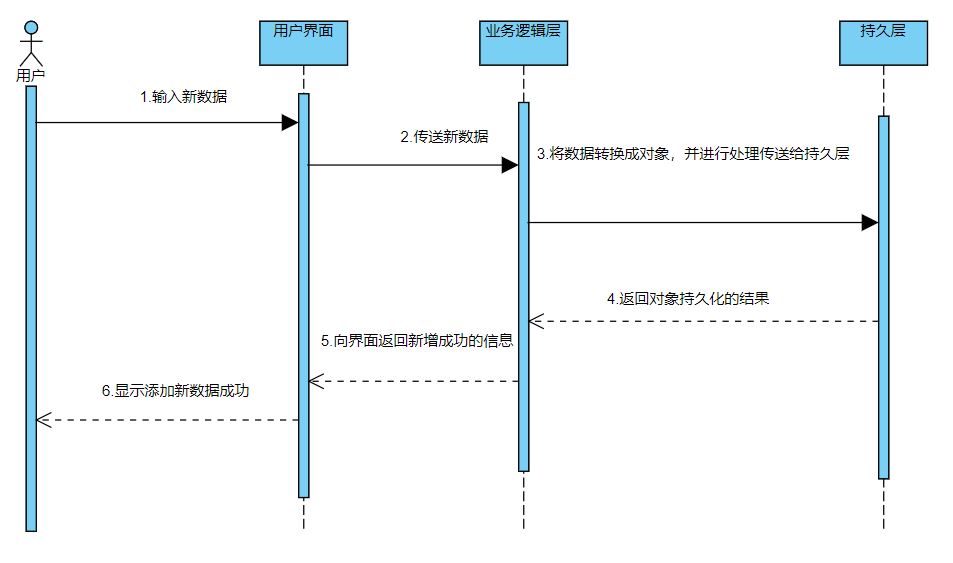 用户
用户界面
业务逻辑层
持久层
1.输入新数据
2.传送新数据
3.将数据转换成对象，并进行处理传送给持久层
4.返回对象持久化的结果
5.向界面返回新增成功的信息
6.显示添加新数据成功